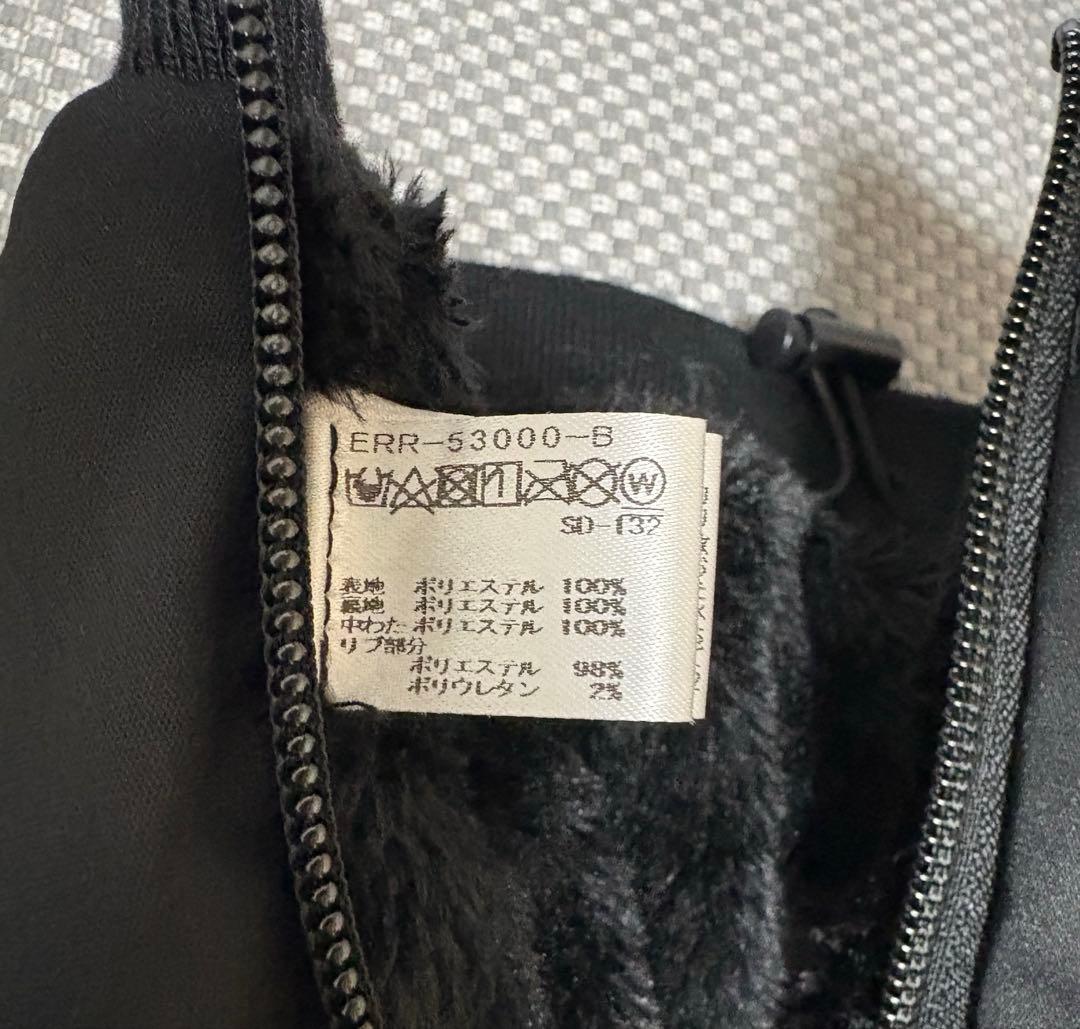 ERR-53000-B
W
SD-132
表地 ポリエステル 100%
裏地 ポリエステル 100%
中わた ポリエステル 100%
リブ部分
ポリエステル 98%
ポリウレタン 2%